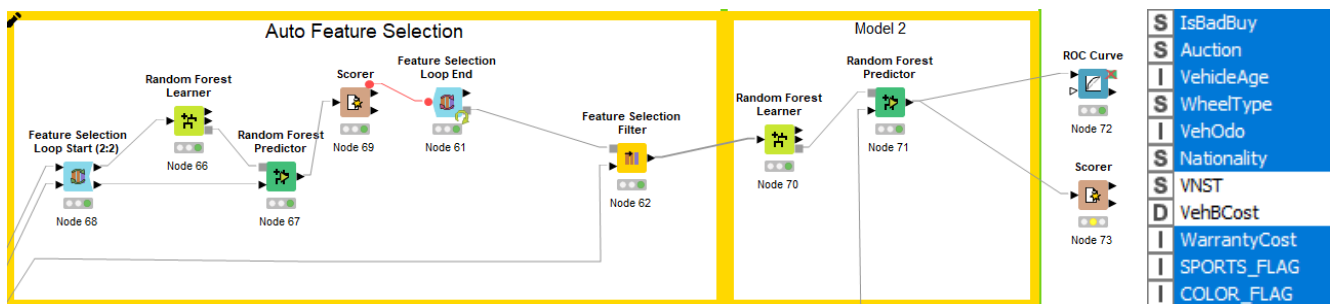 Auto Feature Selection
Model 2
Random Forest
Learner
Node 66
Scorer
Node 69
Feature Selection
Loop End
Node 61
Feature Selection
Loop Start (2:2)
Node 68
Random Forest
Predictor
Node 67
Feature Selection
Filter
Node 62
Random Forest
Learner
Node 70
Random Forest
Predictor
Node 71
ROC Curve
Node 72
Scorer
Node 73
S IsBadBuy
S Auction
I VehicleAge
S WheelType
I VehOdo
S Nationality
S VNST
D VehBCost
I WarrantyCost
I SPORTS_FLAG
I COLOR_FLAG